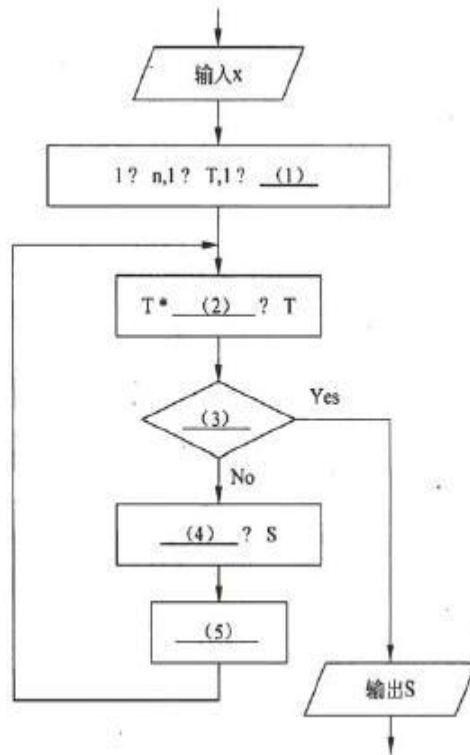 输入x
1? n,1? T,1? (1)
T* (2) ? T
(3)
Yes
No
(4) ? S
(5)
输出S